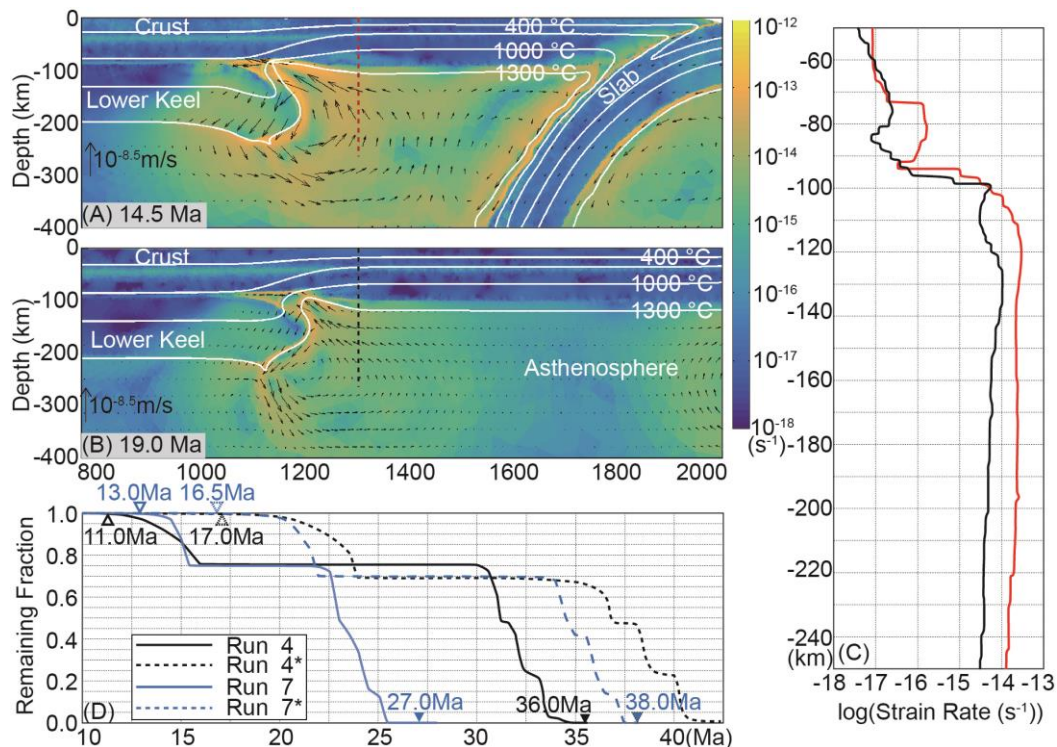 0
-100
-200
-300
-400
Depth (km)
Crust
400 °C
1000 °C
1300 °C
Lower Keel
Slab
10^-8.5m/s
(A) 14.5 Ma
0
-100
-200
-300
-400
Depth (km)
Crust
400 °C
1000 °C
1300 °C
Lower Keel
Asthenosphere
10^-8.5m/s
(B) 19.0 Ma
800 1000 1200 1400 1600 1800 2000
10^-12
10^-13
10^-14
10^-15
10^-16
10^-17
10^-18
(s^-1)
-60
-80
-100
-120
-140
-160
-180
-200
-220
-240
(km)
(C)
-18 -17 -16 -15 -14 -13
log(Strain Rate (s^-1))
13.0Ma 16.5Ma
11.0Ma 17.0Ma
1.0
0.8
0.6
0.4
0.2
0.0
Remaining Fraction
Run 4
Run 4*
Run 7
Run 7*
27.0Ma 36.0Ma 38.0Ma
(D)
10 15 20 25 30 35 40(Ma)